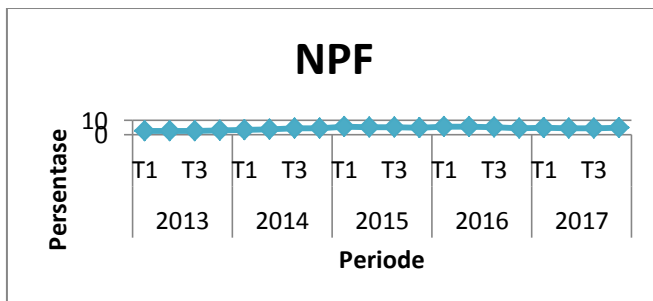 NPF
10
0
Persentase
T1 T3 T1 T3 T1 T3 T1 T3 T1 T3
2013 2014 2015 2016 2017
Periode